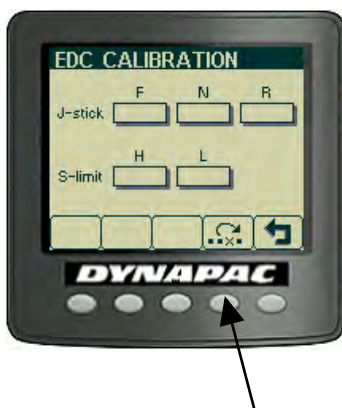 EDC CALIBRATION
F N R
J-stick
H L
S-limit
DYNAPAC